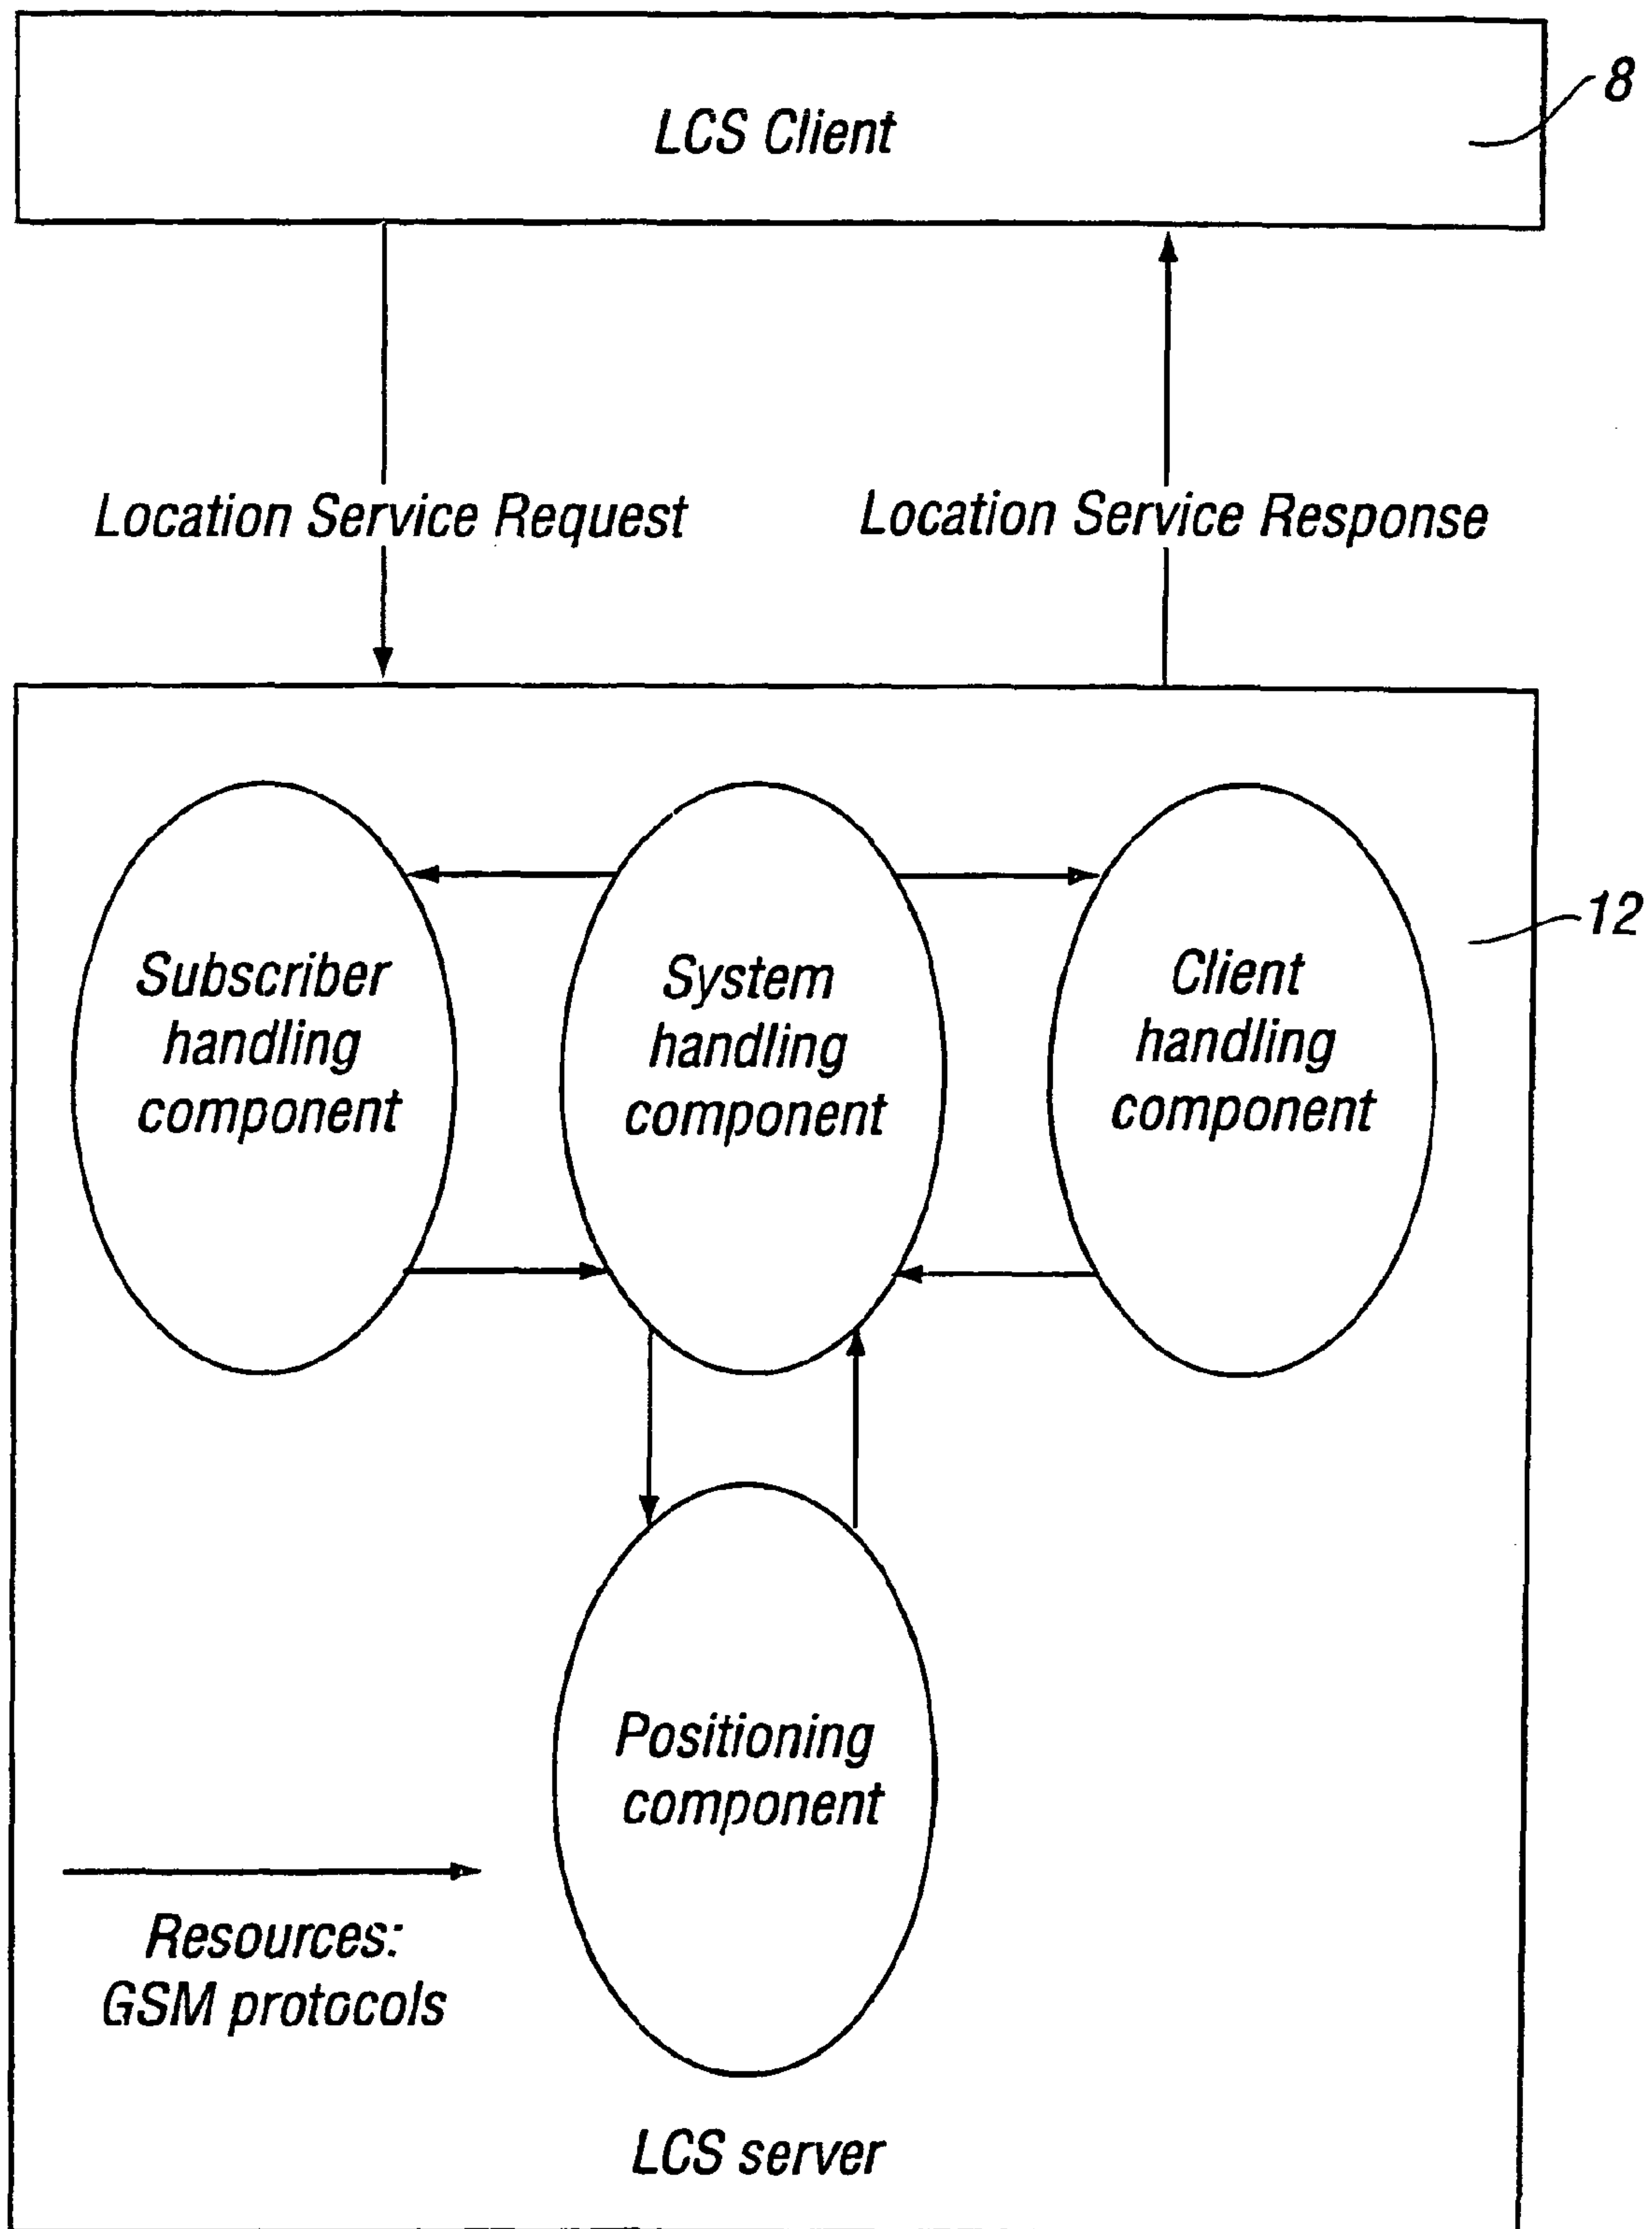 LCS Client
8
Location Service Request
Location Service Response
12
Subscriber
handling
component
System
handling
component
Client
handling
component
Positioning
component
Resources:
GSM protocols
LCS server